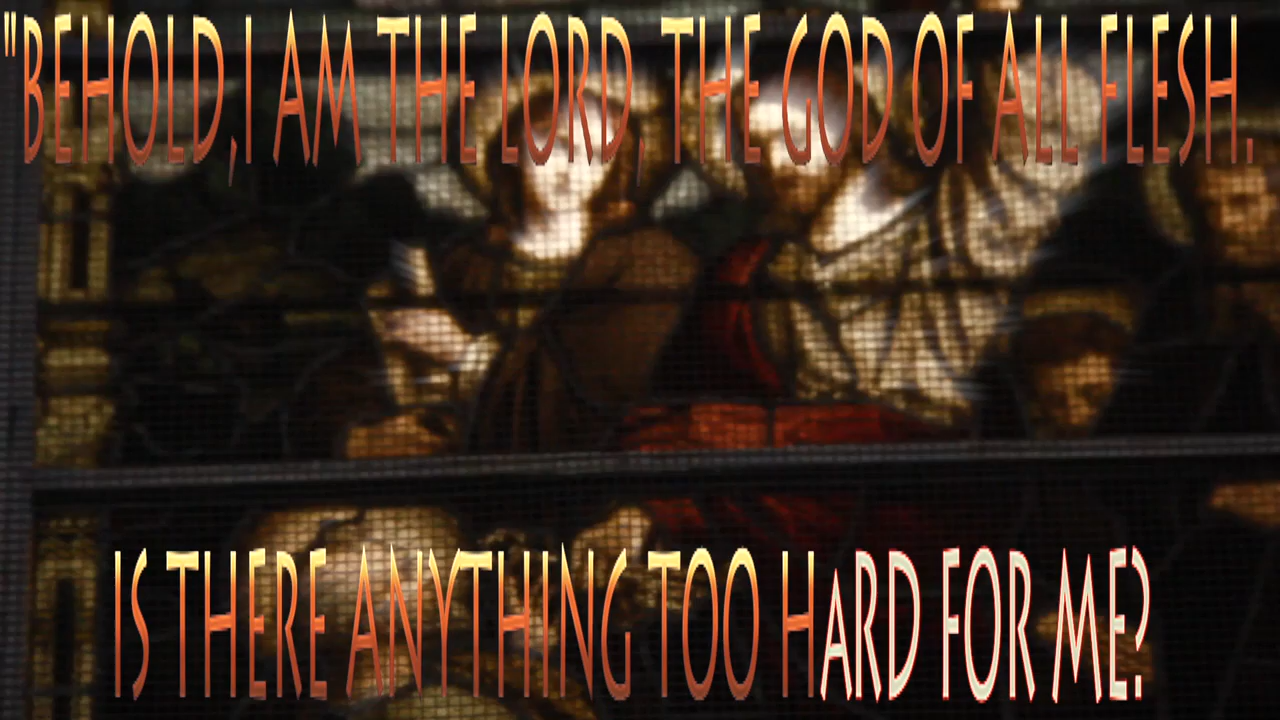 "BEHOLD,I AM THE LORD, THE GOD OF ALL FLESH.
IS THERE ANYTHING TOO HARD FOR ME?